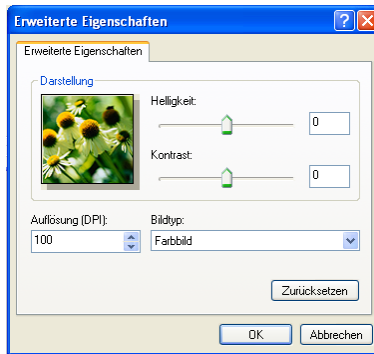 Erweiterte Eigenschaften
Erweiterte Eigenschaften
Darstellung
Helligkeit:
0
Kontrast:
0
Auflösung (DPI):
Bildtyp:
100
Farbbild
Zurücksetzen
OK
Abbrechen